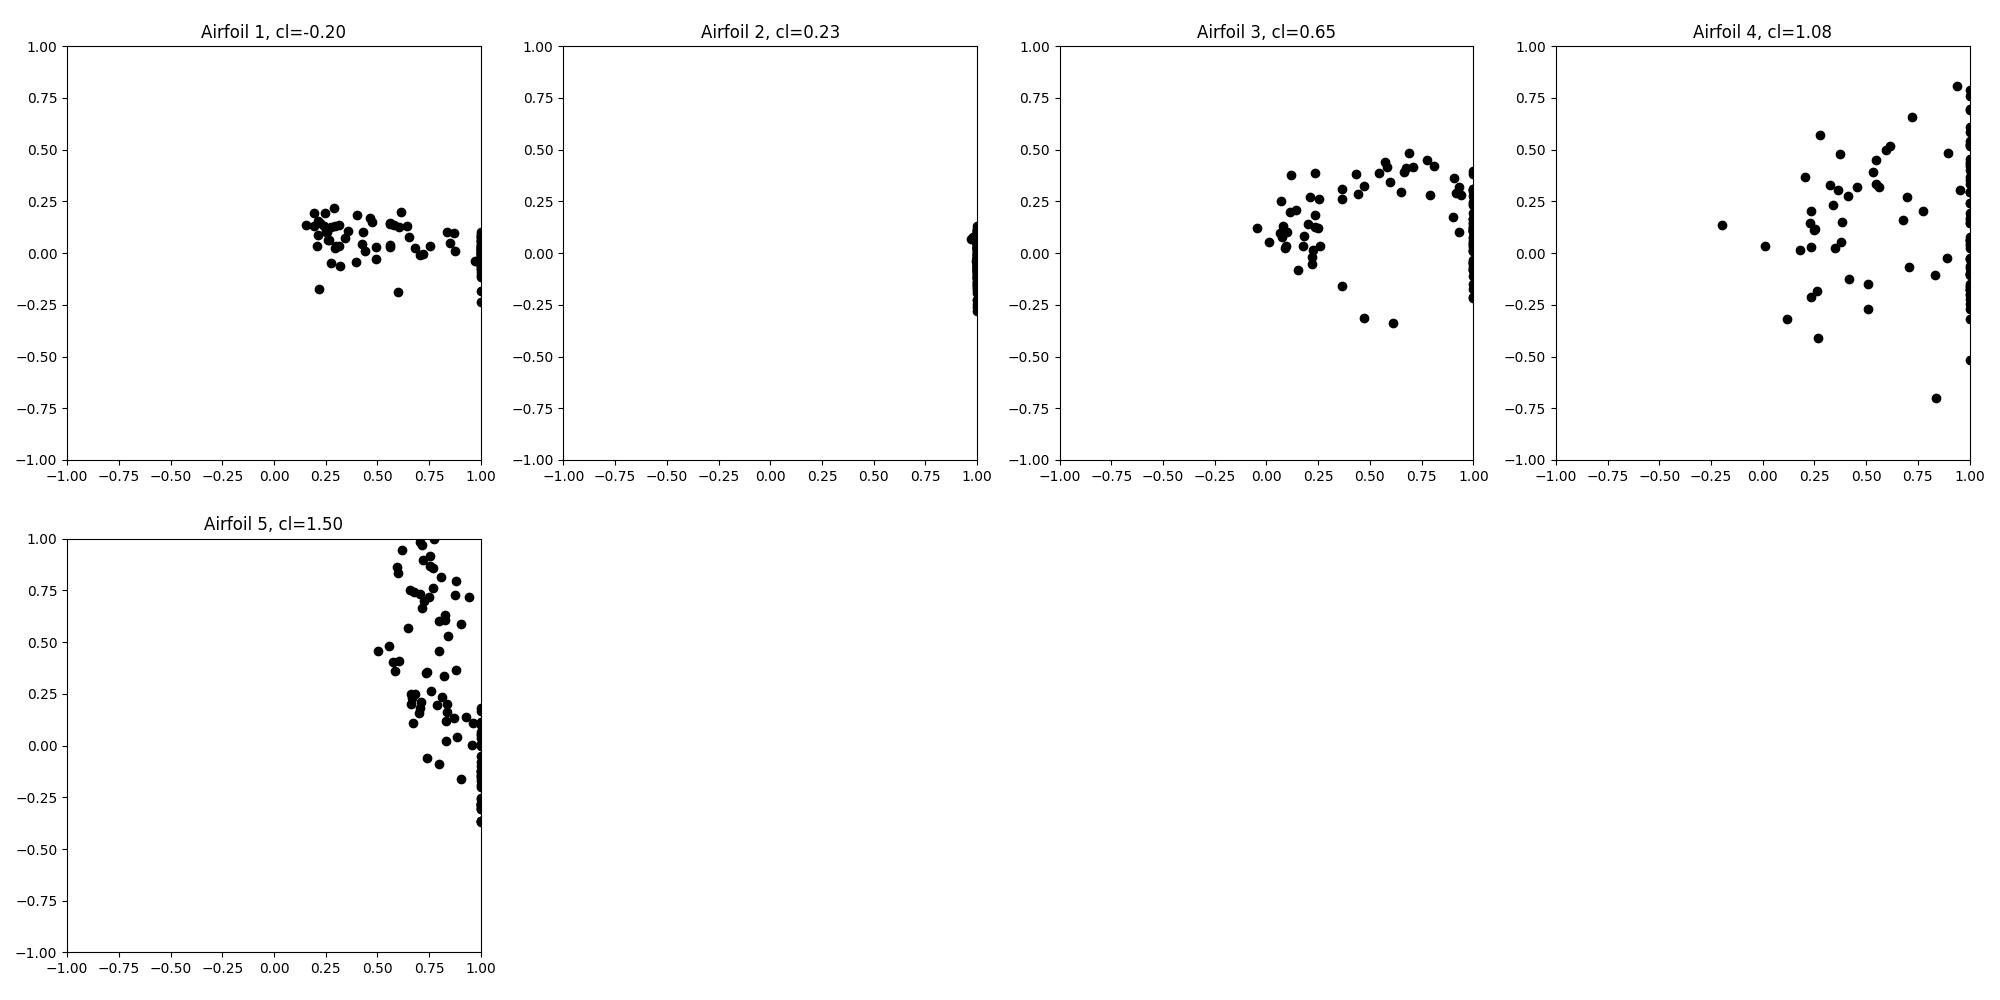 Airfoil 1, cl=-0.20
Airfoil 2, cl=0.23
Airfoil 3, cl=0.65
Airfoil 4, cl=1.08
1.00 1.00 1.00 1.00
0.75 0.75 0.75 0.75
0.50 0.50 0.50 0.50
0.25 0.25 0.25 0.25
0.00 0.00 0.00 0.00
−0.25 −0.25 −0.25 −0.25
−0.50 −0.50 −0.50 −0.50
−0.75 −0.75 −0.75 −0.75
−1.00 −1.00 −1.00 −1.00
−1.00 −0.75 −0.50 −0.25 0.00 0.25 0.50 0.75 1.00
−1.00 −0.75 −0.50 −0.25 0.00 0.25 0.50 0.75 1.00
−1.00 −0.75 −0.50 −0.25 0.00 0.25 0.50 0.75 1.00
−1.00 −0.75 −0.50 −0.25 0.00 0.25 0.50 0.75 1.00
Airfoil 5, cl=1.50
1.00
0.75
0.50
0.25
0.00
−0.25
−0.50
−0.75
−1.00
−1.00 −0.75 −0.50 −0.25 0.00 0.25 0.50 0.75 1.00